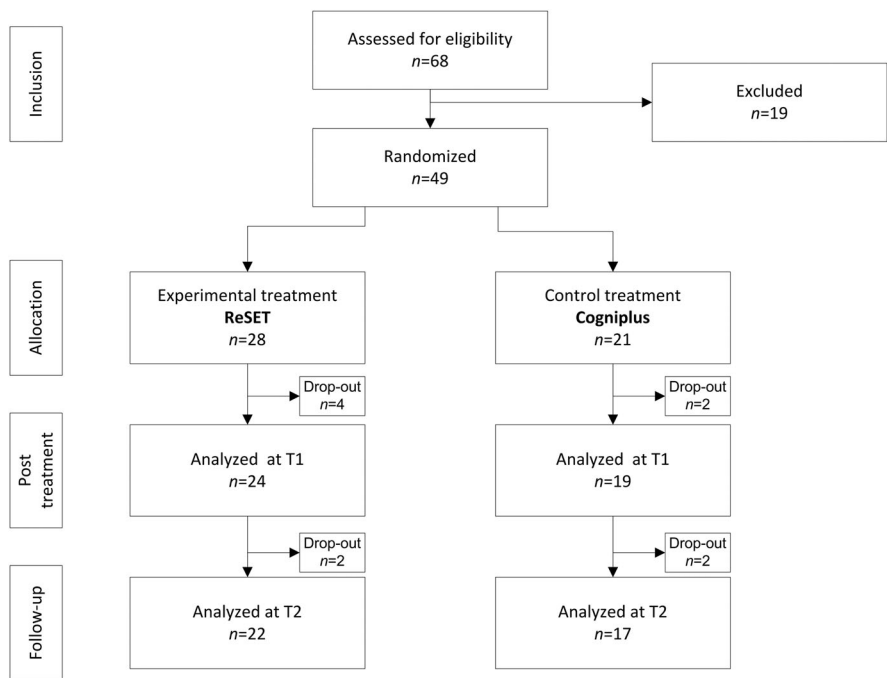 Inclusion
Assessed for eligibility
n=68
Excluded
n=19
Randomized
n=49
Allocation
Experimental treatment
ReSET
n=28
Control treatment
Cogniplus
n=21
Drop-out
n=4
Drop-out
n=2
Post
treatment
Analyzed at T1
n=24
Analyzed at T1
n=19
Drop-out
n=2
Drop-out
n=2
Follow-up
Analyzed at T2
n=22
Analyzed at T2
n=17